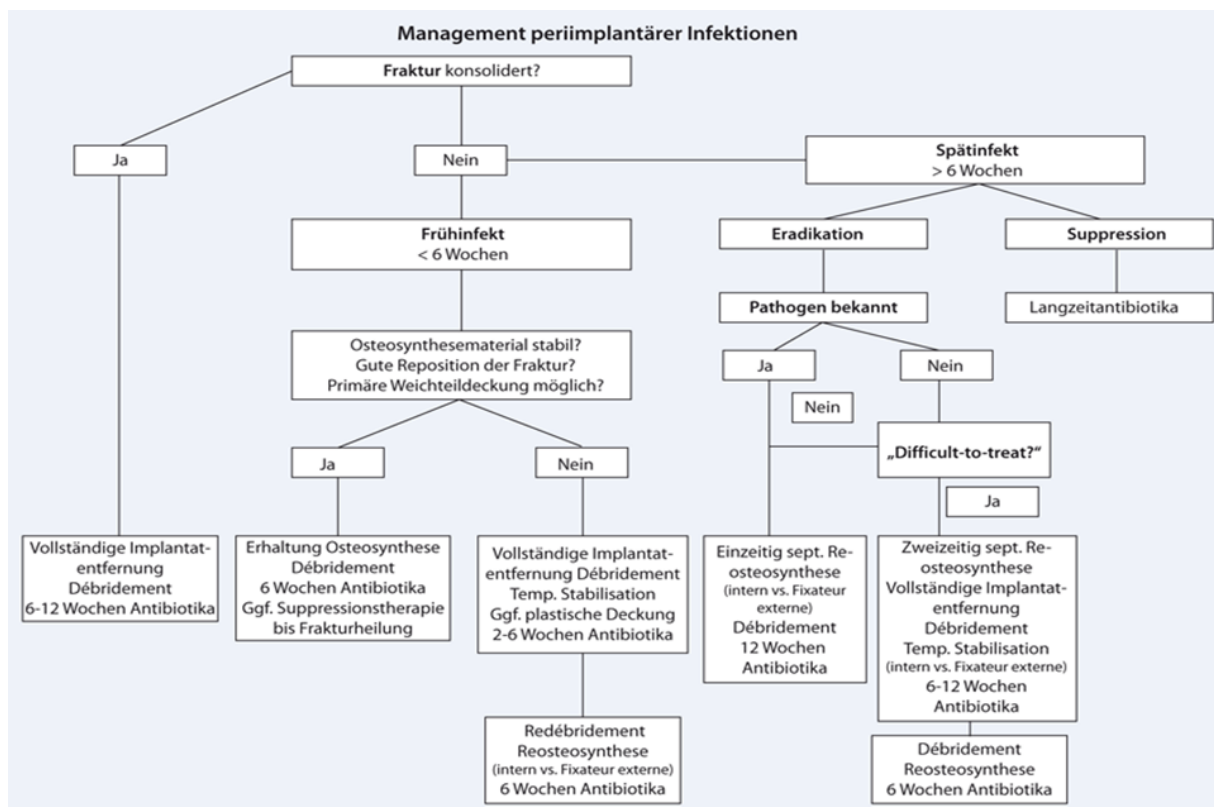 Management periimplantärer Infektionen
Fraktur konsolidert?
Ja
Nein
Spätinfekt
> 6 Wochen
Frühinfekt
< 6 Wochen
Eradikation
Suppression
Pathogen bekannt
Langzeitantibiotika
Osteosynthesematerial stabil?
Gute Reposition der Fraktur?
Primäre Weichteildeckung möglich?
Ja
Nein
Nein
„Difficult-to-treat?“
Ja
Nein
Ja
Vollständige Implantat-
entfernung
Débridement
6-12 Wochen Antibiotika
Erhaltung Osteosynthese
Débridement
6 Wochen Antibiotika
Ggf. Suppressionstherapie
bis Frakturheilung
Vollständige Implantat-
entfernung Débridement
Temp. Stabilisation
Ggf. plastische Deckung
2-6 Wochen Antibiotika
Einzeitig sept. Re-
osteosynthese
(intern vs. Fixateur
externe)
Débridement
12 Wochen
Antibiotika
Zweizeitig sept. Re-
osteosynthese
Vollständige Implantat-
entfernung
Débridement
Temp. Stabilisation
(intern vs. Fixateur externe)
6-12 Wochen
Antibiotika
Redébridement
Reosteosynthese
(intern vs. Fixateur externe)
6 Wochen Antibiotika
Débridement
Reosteosynthese
6 Wochen Antibiotika